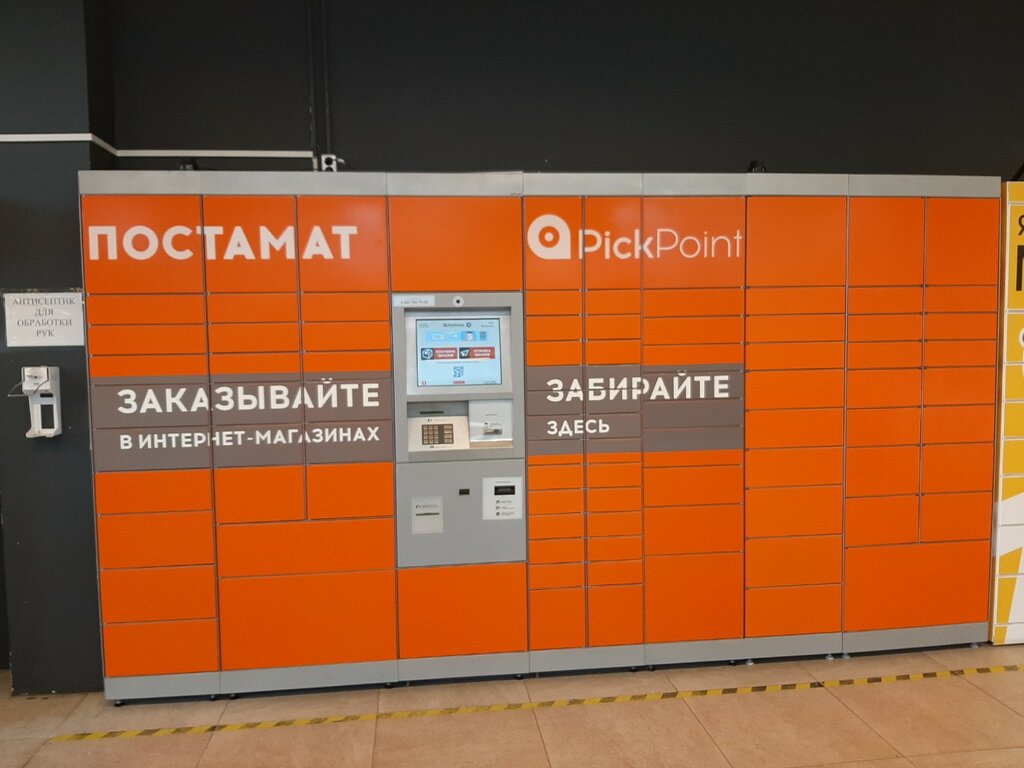 ПОСТАМАТ
PickPoint
АНТИСЕПТИК
ДЛЯ
ОБРАБОТКИ
РУК
ЗАКАЗЫВАЙТЕ
В ИНТЕРНЕТ-МАГАЗИНАХ
ЗАБИРАЙТЕ
ЗДЕСЬ